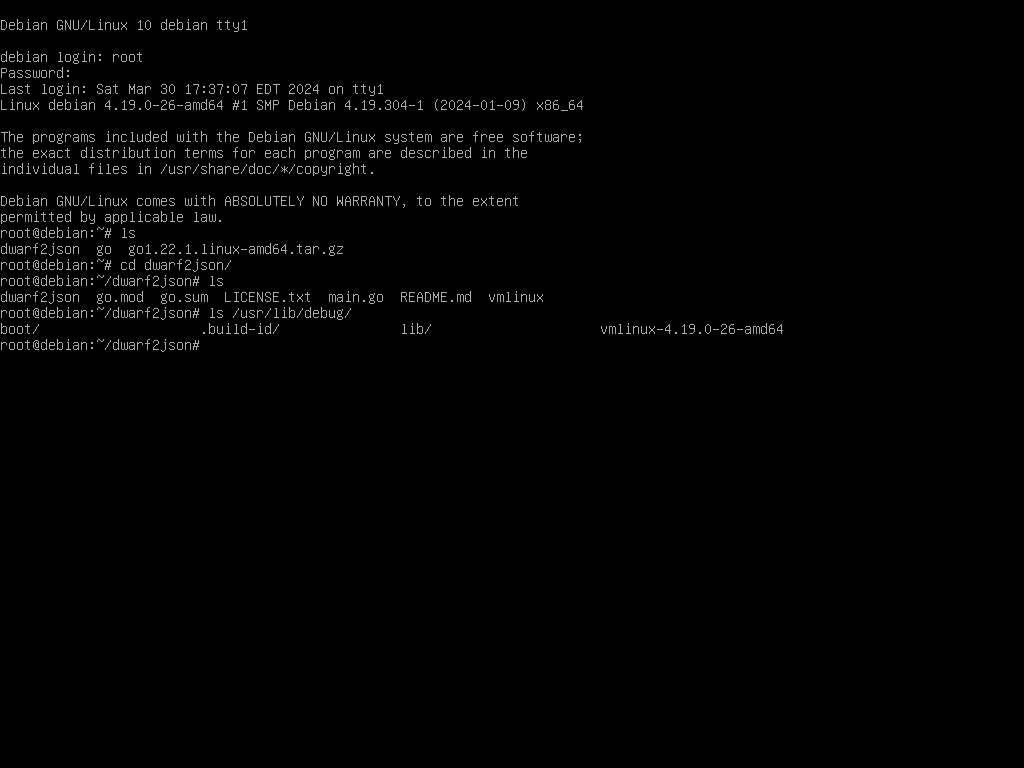 Debian GNU/Linux 10 debian tty1
debian login: root
Password:
Last login: Sat Mar 30 17:37:07 EDT 2024 on tty1
Linux debian 4.19.0-26-amd64 #1 SMP Debian 4.19.304-1 (2024-01-09) x86_64
The programs included with the Debian GNU/Linux system are free software;
the exact distribution terms for each program are described in the
individual files in /usr/share/doc/*/copyright.
Debian GNU/Linux comes with ABSOLUTELY NO WARRANTY, to the extent
permitted by applicable law.
root@debian:~# ls
dwarf2json  go  go1.22.1.linux-amd64.tar.gz
root@debian:~# cd dwarf2json/
root@debian:~/dwarf2json# ls
dwarf2json  go.mod  go.sum  LICENSE.txt  main.go  README.md  vmlinux
root@debian:~/dwarf2json# ls /usr/lib/debug/
boot/                    .build-id/               lib/                     vmlinux-4.19.0-26-amd64
root@debian:~/dwarf2json#